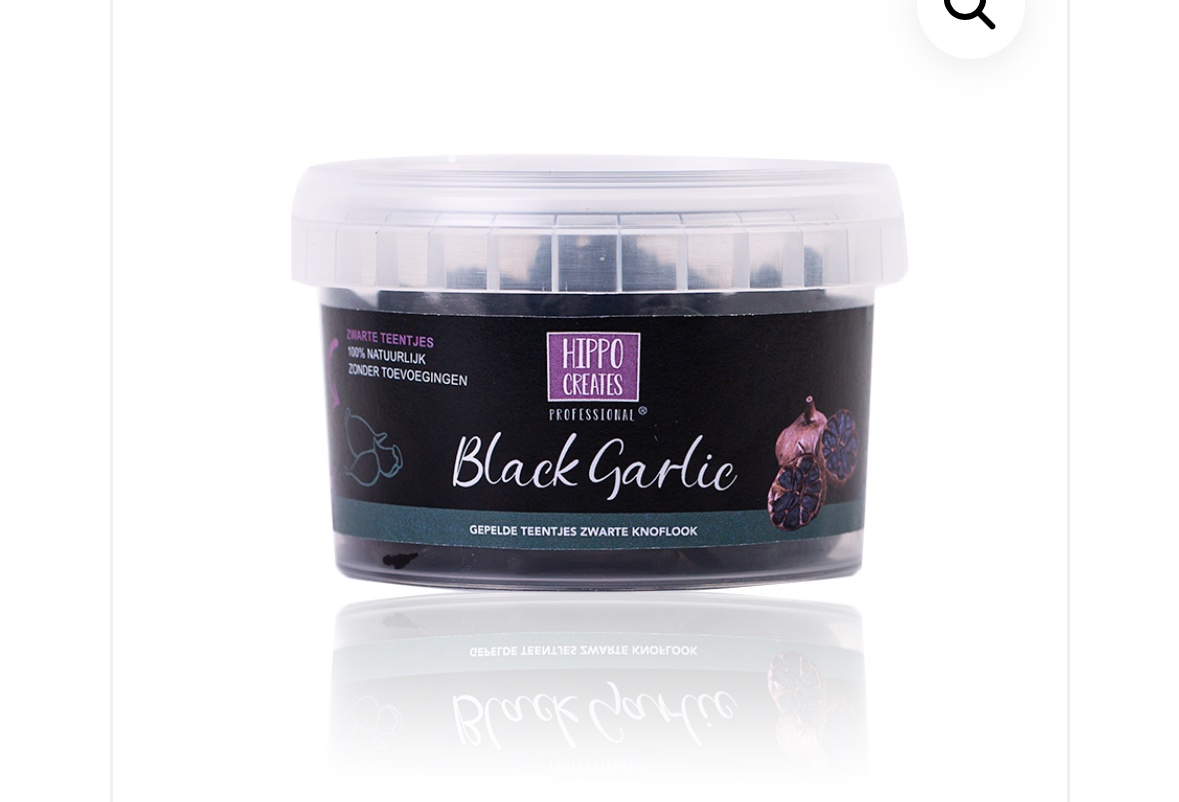 ZWARTE TEENTJES
100% NATUURLIJK
ZONDER TOEVOEGINGEN
HIPPO
CREATES
PROFESSIONAL®
Black Garlic
GEPELDE TEENTJES ZWARTE KNOFLOOK